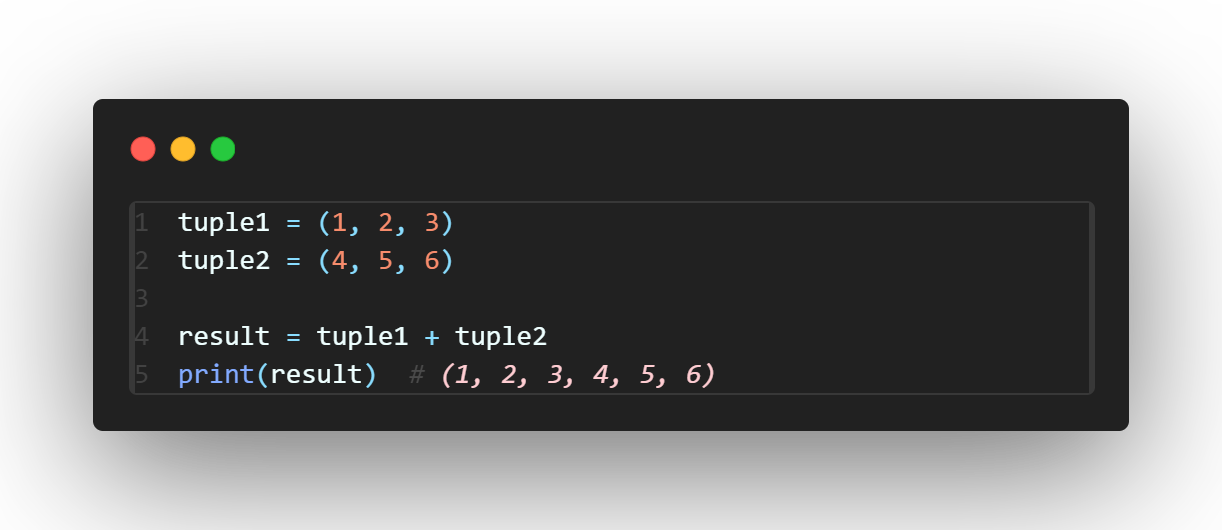 1 tuple1 = (1, 2, 3)
2 tuple2 = (4, 5, 6)
3
4 result = tuple1 + tuple2
5 print(result)  # (1, 2, 3, 4, 5, 6)